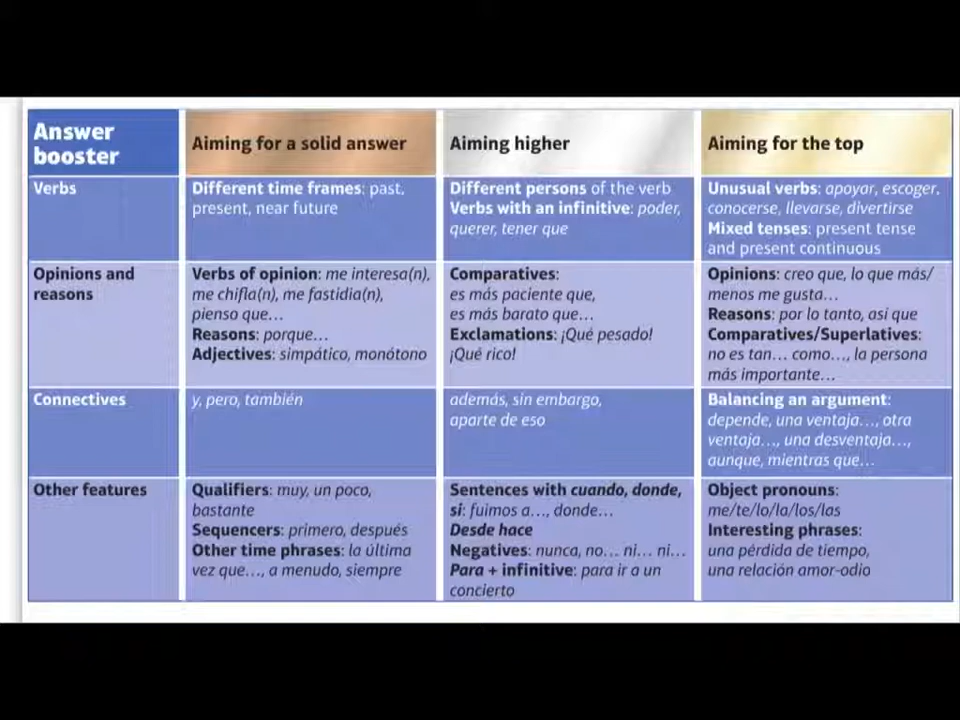 Answer
booster
Aiming for a solid answer
Aiming higher
Aiming for the top
Verbs
Different time frames: past,
present, near future
Different persons of the verb
Verbs with an infinitive: poder,
querer, tener que
Unusual verbs: apoyar, escoger,
conocerse, llevarse, divertirse
Mixed tenses: present tense
and present continuous
Opinions and
reasons
Verbs of opinion: me interesa(n),
me chifla(n), me fastidia(n),
pienso que…
Reasons: porque…
Adjectives: simpático, monótono
Comparatives:
es más paciente que,
es más barato que…
Exclamations: ¡Qué pesado!
¡Qué rico!
Opinions: creo que, lo que más/
menos me gusta…
Reasons: por lo tanto, así que
Comparatives/Superlatives:
no es tan… como…, la persona
más importante…
Connectives
y, pero, también
además, sin embargo,
aparte de eso
Balancing an argument:
depende, una ventaja…, otra
ventaja…, una desventaja…,
aunque, mientras que…
Other features
Qualifiers: muy, un poco,
bastante
Sequencers: primero, después
Other time phrases: la última
vez que…, a menudo, siempre
Sentences with cuando, donde,
si: fuimos a…, donde…
Desde hace
Negatives: nunca, no… ni… ni…
Para + infinitive: para ir a un
concierto
Object pronouns:
me/te/lo/la/los/las
Interesting phrases:
una pérdida de tiempo,
una relación amor-odio